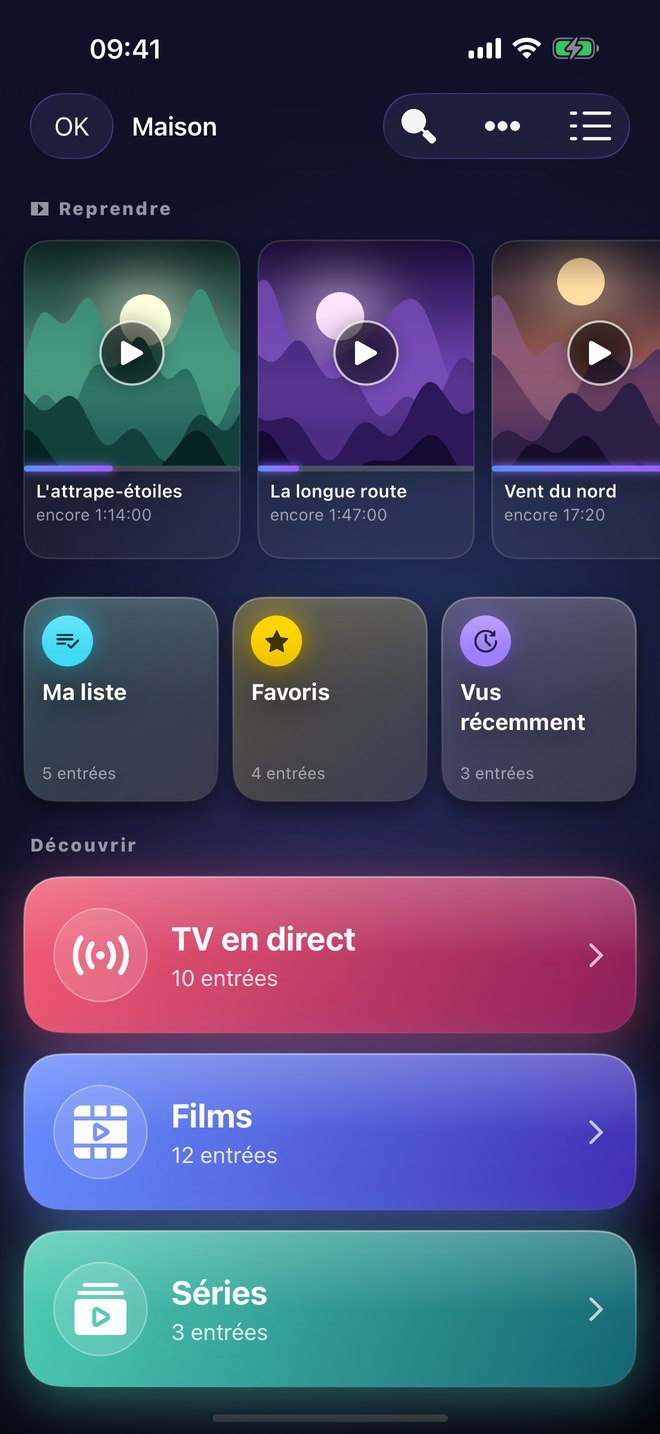 09:41
OK Maison
Reprendre
L'attrape-étoiles
encore 1:14:00
La longue route
encore 1:47:00
Vent du nord
encore 17:20
Ma liste
5 entrées
Favoris
4 entrées
Vus
récemment
3 entrées
Découvrir
TV en direct
10 entrées
Films
12 entrées
Séries
3 entrées